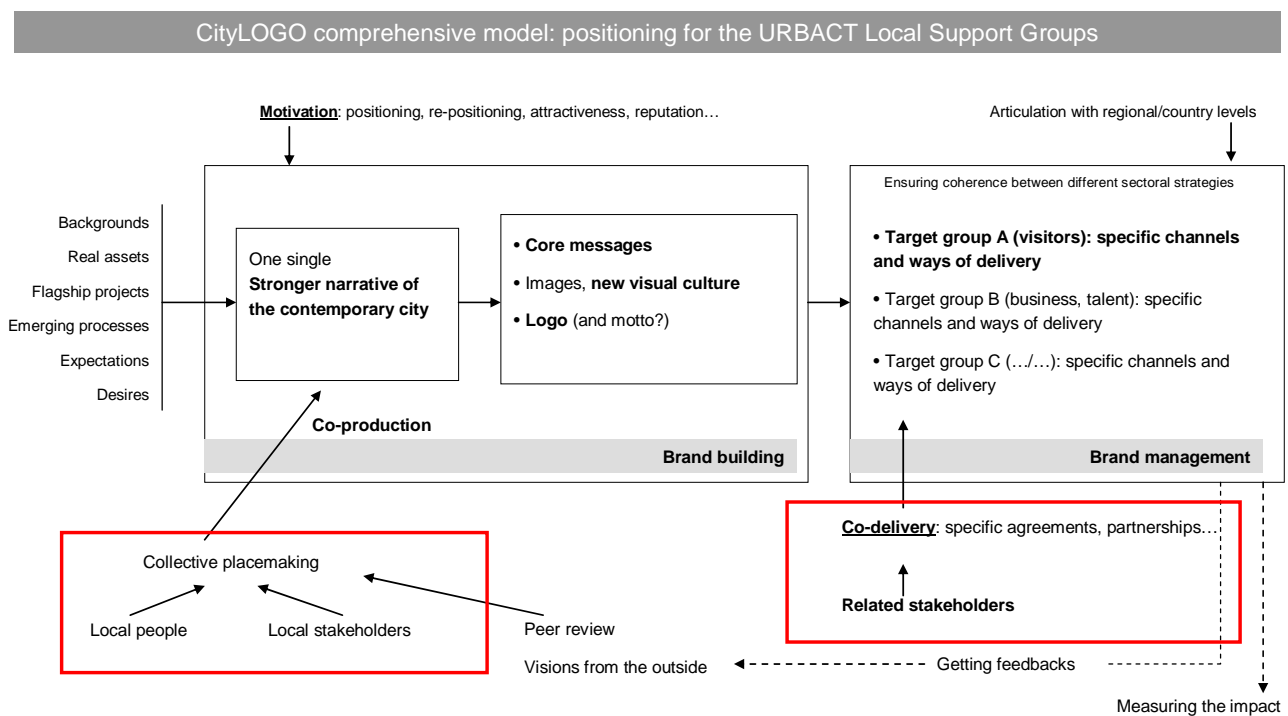 CityLOGO comprehensive model: positioning for the URBACT Local Support Groups
Motivation: positioning, re-positioning, attractiveness, reputation…
Articulation with regional/country levels
Backgrounds
Real assets
Flagship projects
Emerging processes
Expectations
Desires
One single
Stronger narrative of
the contemporary city
• Core messages
• Images, new visual culture
• Logo (and motto?)
Co-production
Brand building
Ensuring coherence between different sectoral strategies
• Target group A (visitors): specific channels
and ways of delivery
• Target group B (business, talent): specific
channels and ways of delivery
• Target group C (…/…): specific channels and
ways of delivery
Brand management
Collective placemaking
Local people
Local stakeholders
Peer review
Visions from the outside
Co-delivery: specific agreements, partnerships…
Related stakeholders
Getting feedbacks
Measuring the impact